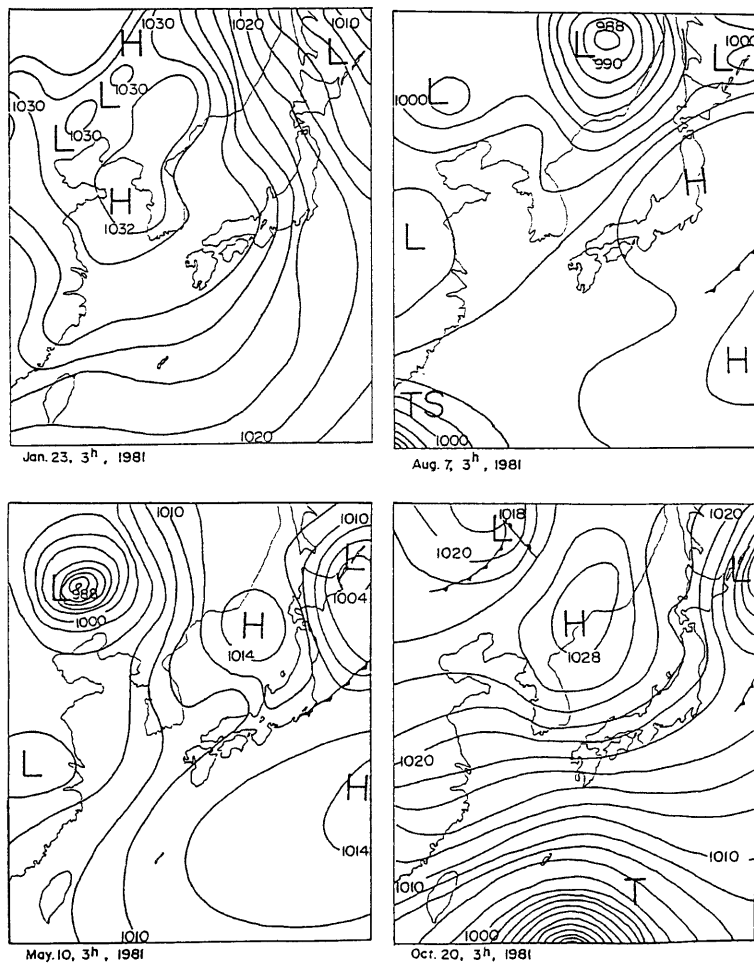 1030
H
1020
1010
L
1030
L
1030
L
1030
L
H
1032
1020
Jan. 23, 3h, 1981
988
L
990
L
1000
L
1000
H
L
H
TS
1000
Aug. 7, 3h, 1981
1010
1010
L
L 988
1004
1000
H
1014
L
H
1014
1010
May. 10, 3h, 1981
1018
L
1020
1020
L
H
1028
1020
1010
1010
T
1000
Oct. 20, 3h, 1981